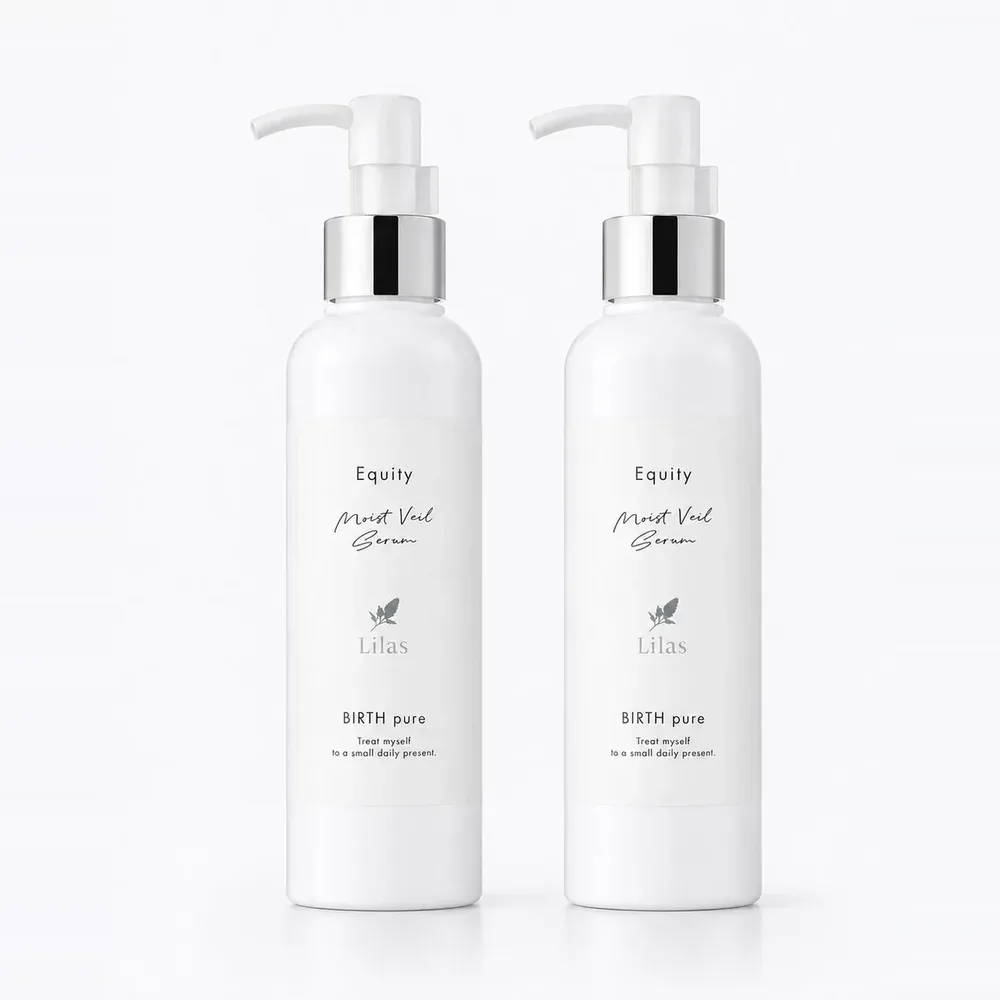 Equity
Moist Veil
Serum
Lilas
BIRTH pure
Treat myself
to a small daily present.
Equity
Moist Veil
Serum
Lilas
BIRTH pure
Treat myself
to a small daily present.